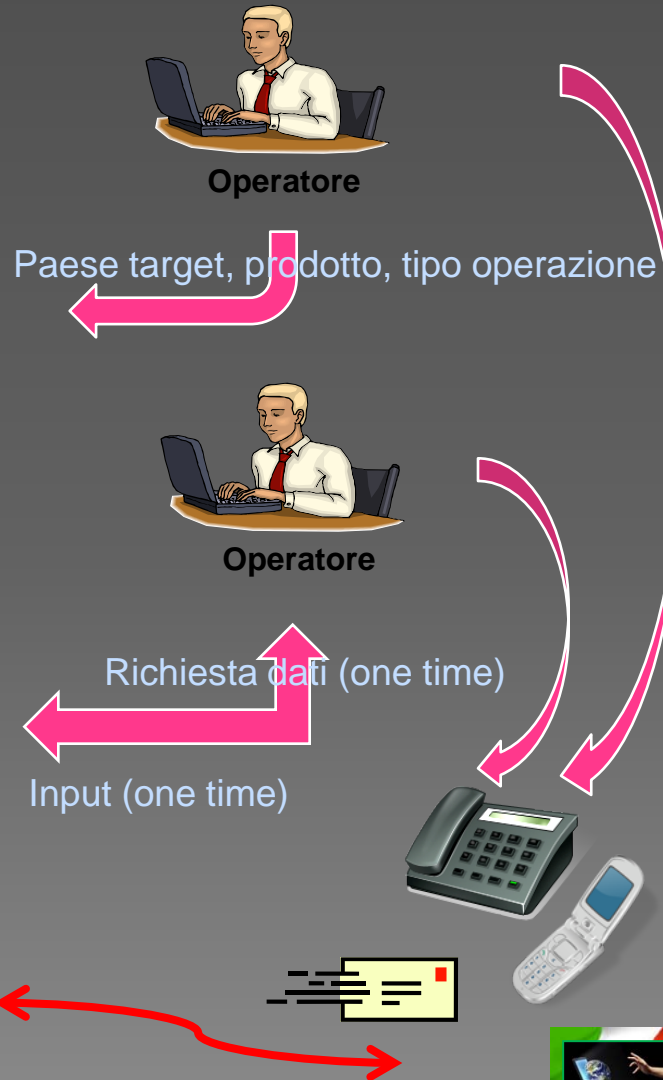 Operatore
Paese target, prodotto, tipo operazione
Operatore
Richiesta dati (one time)
Input (one time)